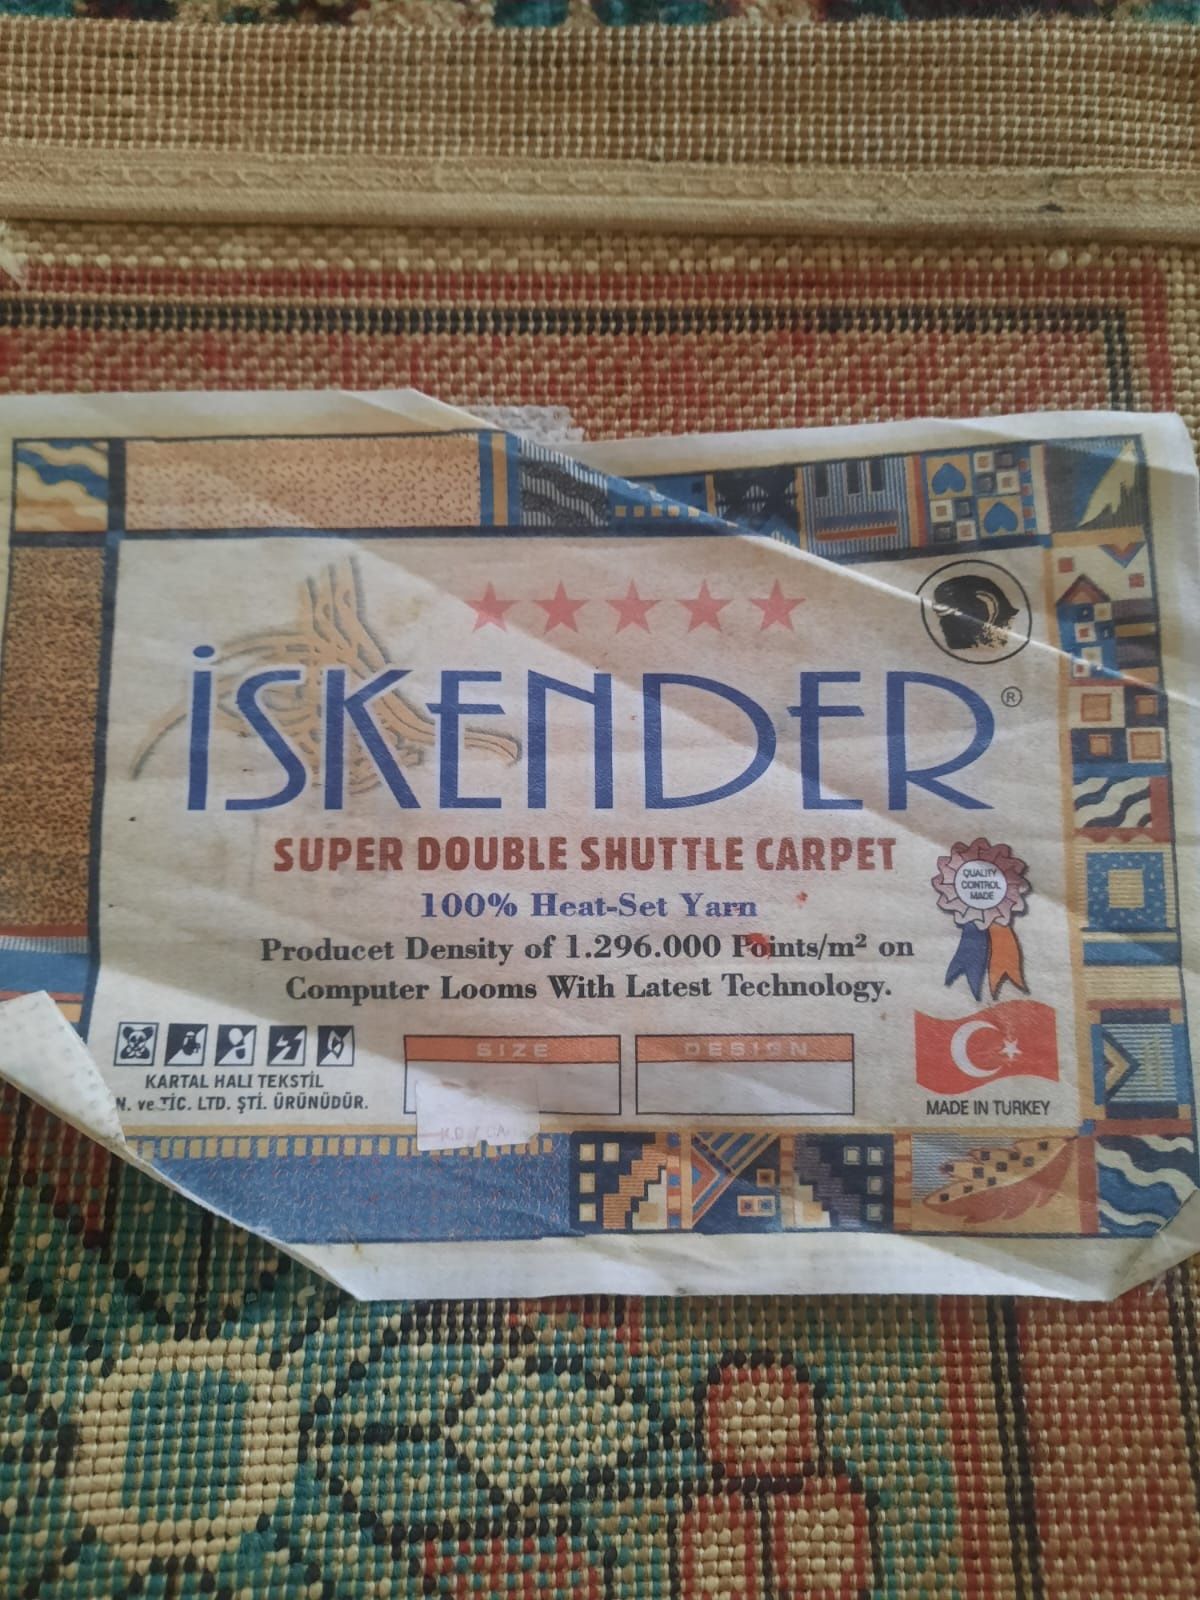 İSKENDER ®
SUPER DOUBLE SHUTTLE CARPET
QUALITY
CONTROL
MADE
100% Heat-Set Yarn
Producet Density of 1.296.000 Points/m² on
Computer Looms With Latest Technology.
SIZE
DESIGN
KARTAL HALI TEKSTİL
N. ve TİC. LTD. ŞTİ. ÜRÜNÜDÜR.
MADE IN TURKEY